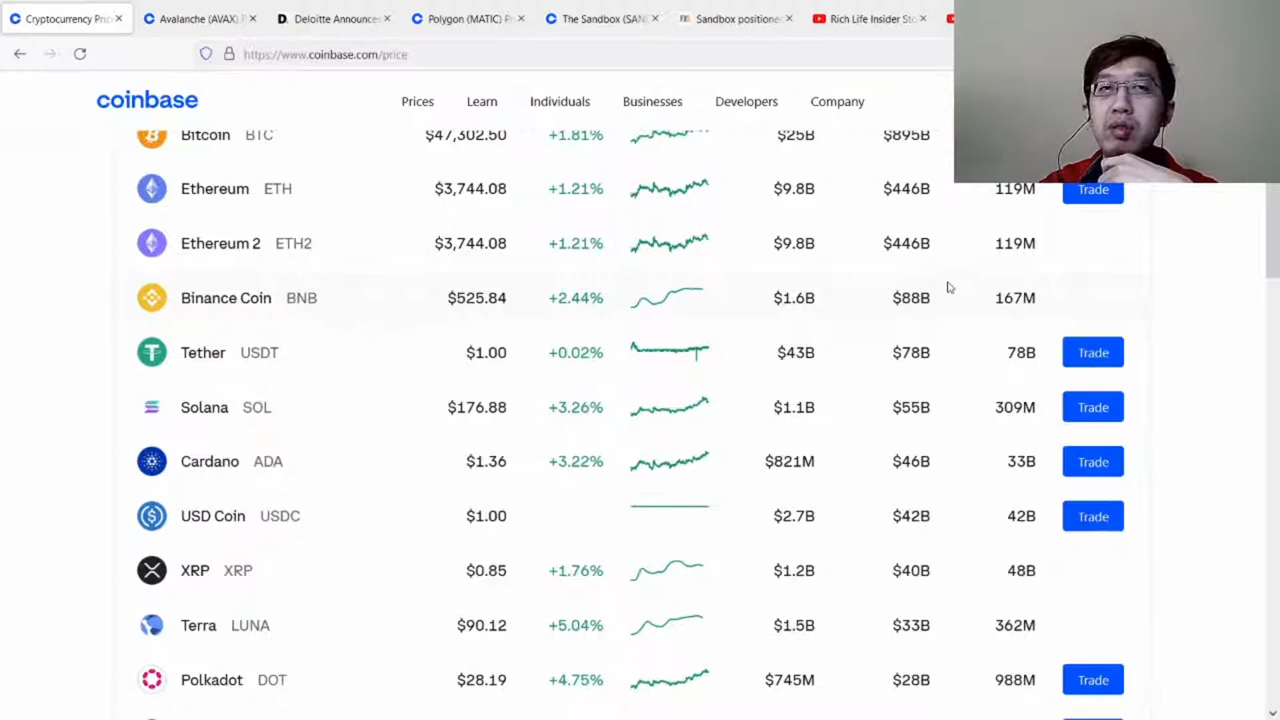 Cryptocurrency Pric
Avalanche (AVAX) P
D. Deloitte Announces
Polygon (MATIC) Pr
The Sandbox (SAN
FXS Sandbox positione
Rich Life Insider Sto
https://www.coinbase.com/price
coinbase
Prices Learn Individuals Businesses Developers Company
Bitcoin BTC $47,302.50 +1.81% $25B $895B
Ethereum ETH $3,744.08 +1.21% $9.8B $446B 119M Trade
Ethereum 2 ETH2 $3,744.08 +1.21% $9.8B $446B 119M
Binance Coin BNB $525.84 +2.44% $1.6B $88B 167M
Tether USDT $1.00 +0.02% $43B $78B 78B Trade
Solana SOL $176.88 +3.26% $1.1B $55B 309M Trade
Cardano ADA $1.36 +3.22% $821M $46B 33B Trade
USD Coin USDC $1.00 $2.7B $42B 42B Trade
XRP XRP $0.85 +1.76% $1.2B $40B 48B
Terra LUNA $90.12 +5.04% $1.5B $33B 362M
Polkadot DOT $28.19 +4.75% $745M $28B 988M Trade